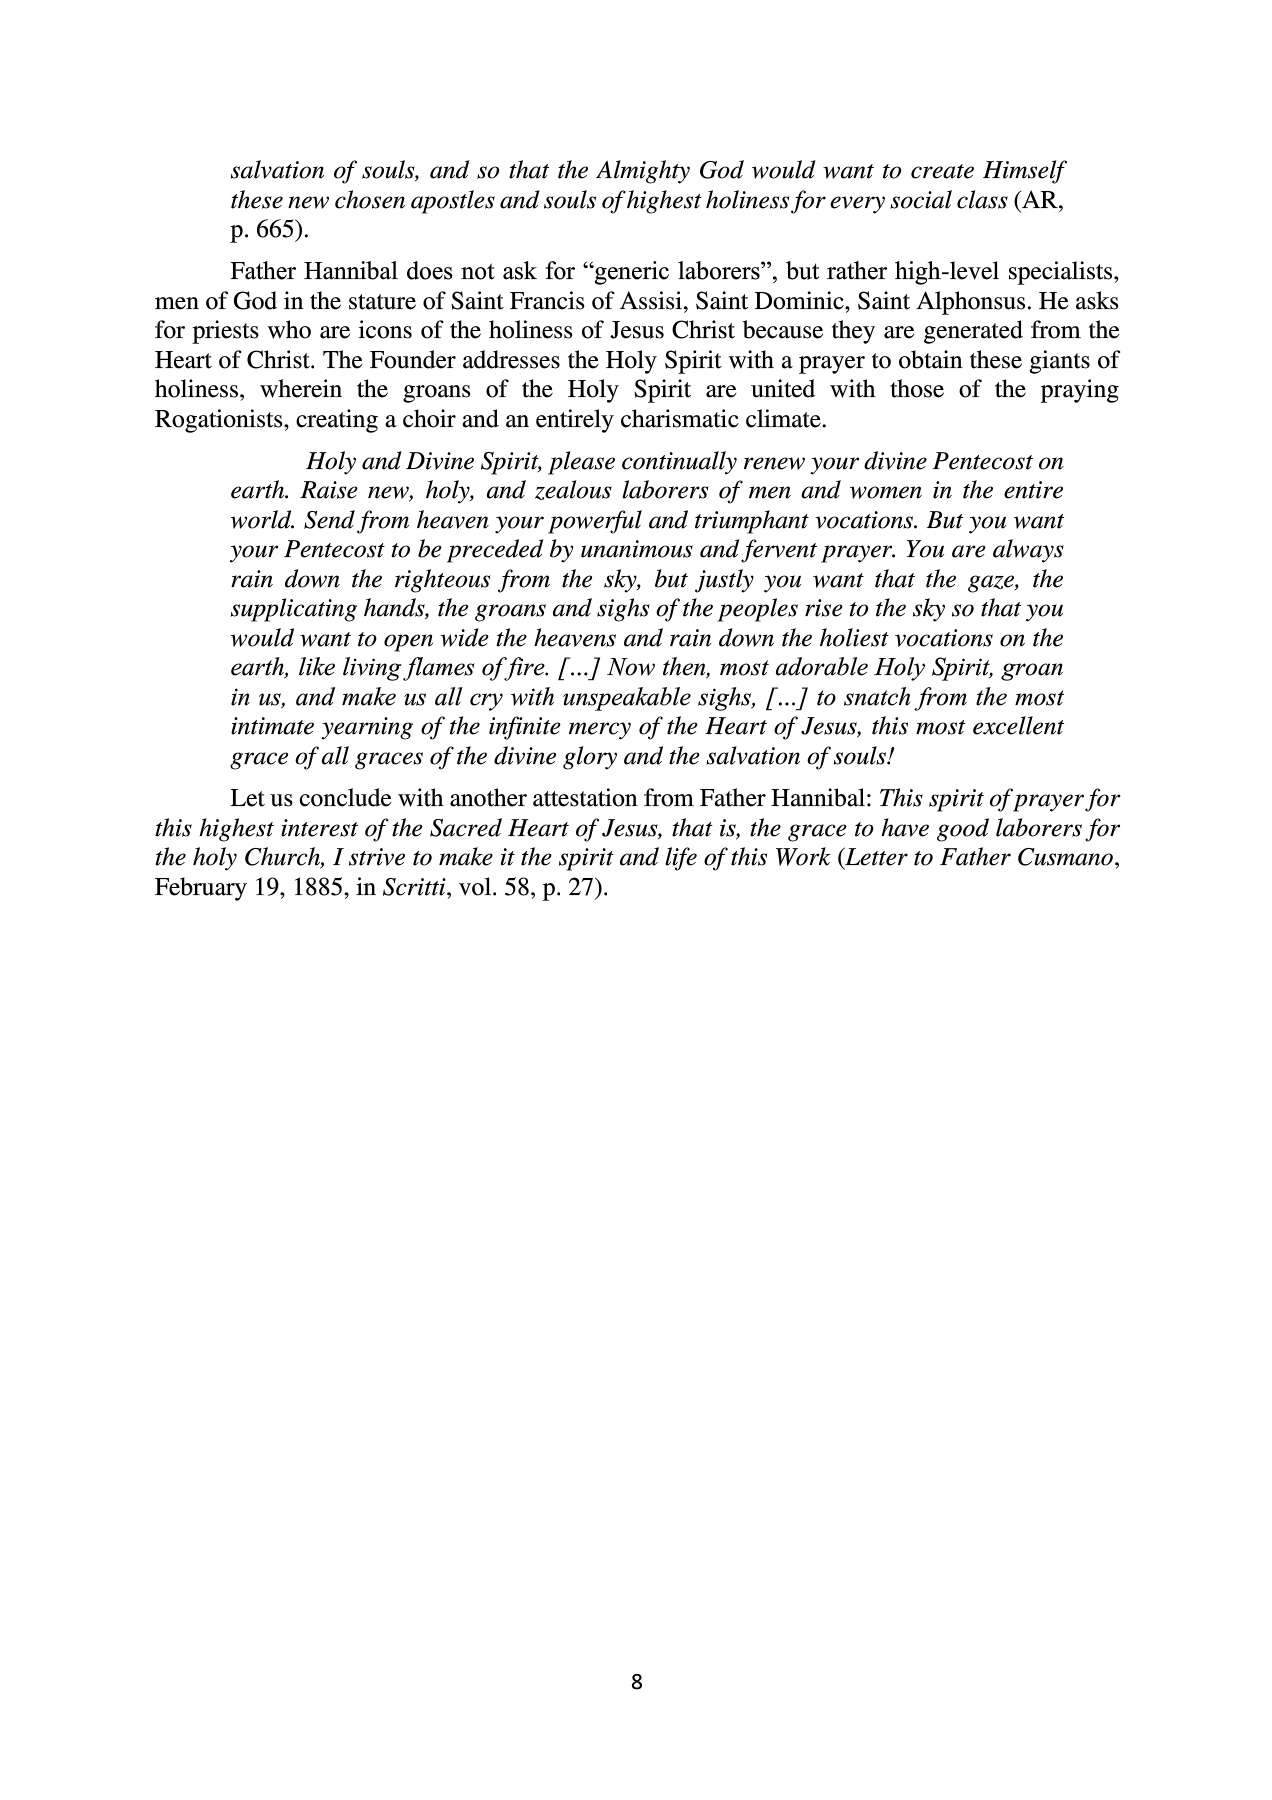 salvation of souls, and so that the Almighty God would want to create Himself
these new chosen apostles and souls of highest holiness for every social class (AR,
p. 665).
Father Hannibal does not ask for “generic laborers”, but rather high-level specialists,
men of God in the stature of Saint Francis of Assisi, Saint Dominic, Saint Alphonsus. He asks
for priests who are icons of the holiness of Jesus Christ because they are generated from the
Heart of Christ. The Founder addresses the Holy Spirit with a prayer to obtain these giants of
holiness, wherein the groans of the Holy Spirit are united with those of the praying
Rogationists, creating a choir and an entirely charismatic climate.
Holy and Divine Spirit, please continually renew your divine Pentecost on
earth. Raise new, holy, and zealous laborers of men and women in the entire
world. Send from heaven your powerful and triumphant vocations. But you want
your Pentecost to be preceded by unanimous and fervent prayer. You are always
rain down the righteous from the sky, but justly you want that the gaze, the
supplicating hands, the groans and sighs of the peoples rise to the sky so that you
would want to open wide the heavens and rain down the holiest vocations on the
earth, like living flames of fire. [...] Now then, most adorable Holy Spirit, groan
in us, and make us all cry with unspeakable sighs, [...] to snatch from the most
intimate yearning of the infinite mercy of the Heart of Jesus, this most excellent
grace of all graces of the divine glory and the salvation of souls!
Let us conclude with another attestation from Father Hannibal: This spirit of prayer for
this highest interest of the Sacred Heart of Jesus, that is, the grace to have good laborers for
the holy Church, I strive to make it the spirit and life of this Work (Letter to Father Cusmano,
February 19, 1885, in Scritti, vol. 58, p. 27).
8